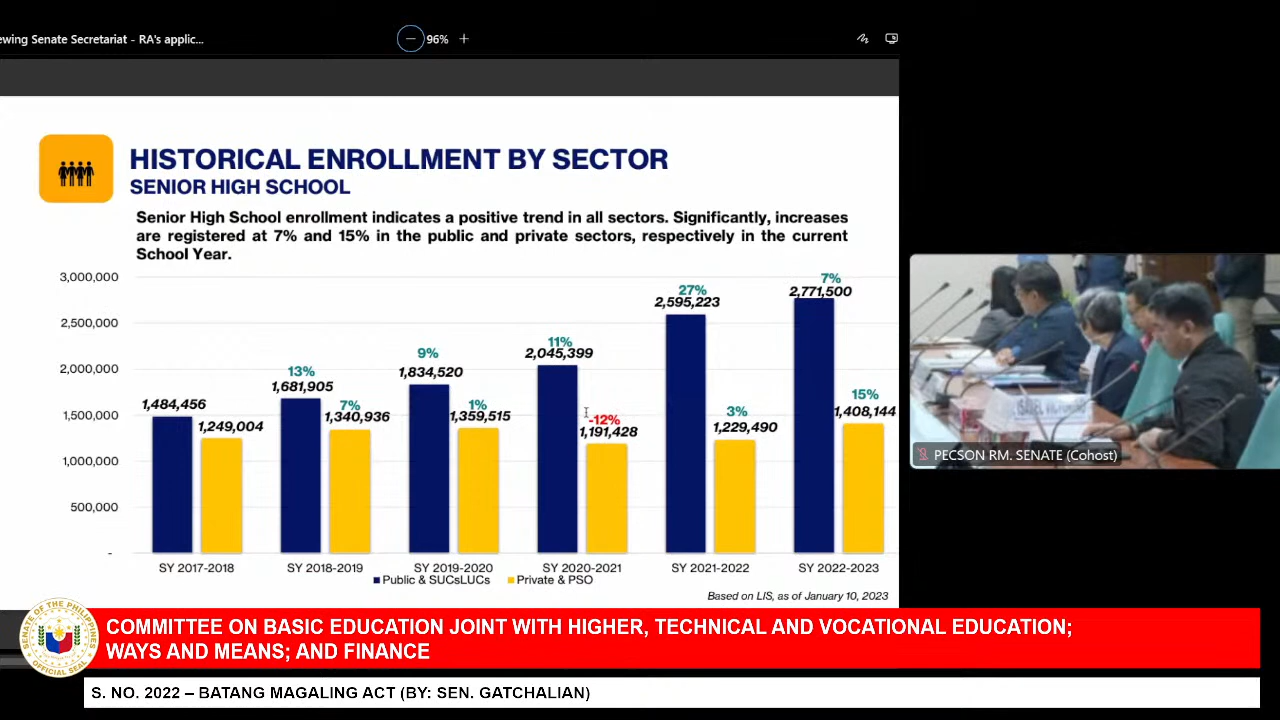 ewing Senate Secretariat - RA's applic...
96%
HISTORICAL ENROLLMENT BY SECTOR
SENIOR HIGH SCHOOL
Senior High School enrollment indicates a positive trend in all sectors. Significantly, increases
are registered at 7% and 15% in the public and private sectors, respectively in the current
School Year.
3,000,000
2,500,000
2,000,000
1,500,000
1,000,000
500,000
-
1,484,456
1,249,004
13%
1,681,905
7%
1,340,936
9%
1,834,520
1%
1,359,515
11%
2,045,399
-12%
1,191,428
27%
2,595,223
3%
1,229,490
7%
2,771,500
15%
1,408,144
SY 2017-2018
SY 2018-2019
SY 2019-2020
SY 2020-2021
SY 2021-2022
SY 2022-2023
Public & SUCsLUCs
Private & PSO
Based on LIS, as of January 10, 2023
PECSON RM. SENATE (Cohost)
SENATE OF THE PHILIPPINES
OFFICIAL SEAL
COMMITTEE ON BASIC EDUCATION JOINT WITH HIGHER, TECHNICAL AND VOCATIONAL EDUCATION;
WAYS AND MEANS; AND FINANCE
S. NO. 2022 – BATANG MAGALING ACT (BY: SEN. GATCHALIAN)